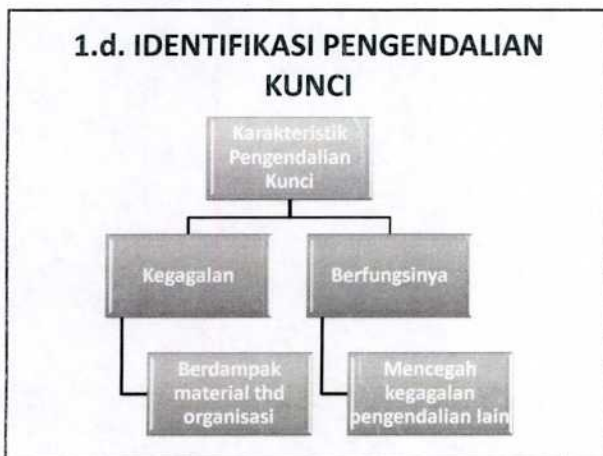 1.d. IDENTIFIKASI PENGENDALIAN
KUNCI
Karakteristik
Pengendalian
Kunci
Kegagalan
Berfungsinya
Berdampak
material thd
organisasi
Mencegah
kegagalan
pengendalian lain